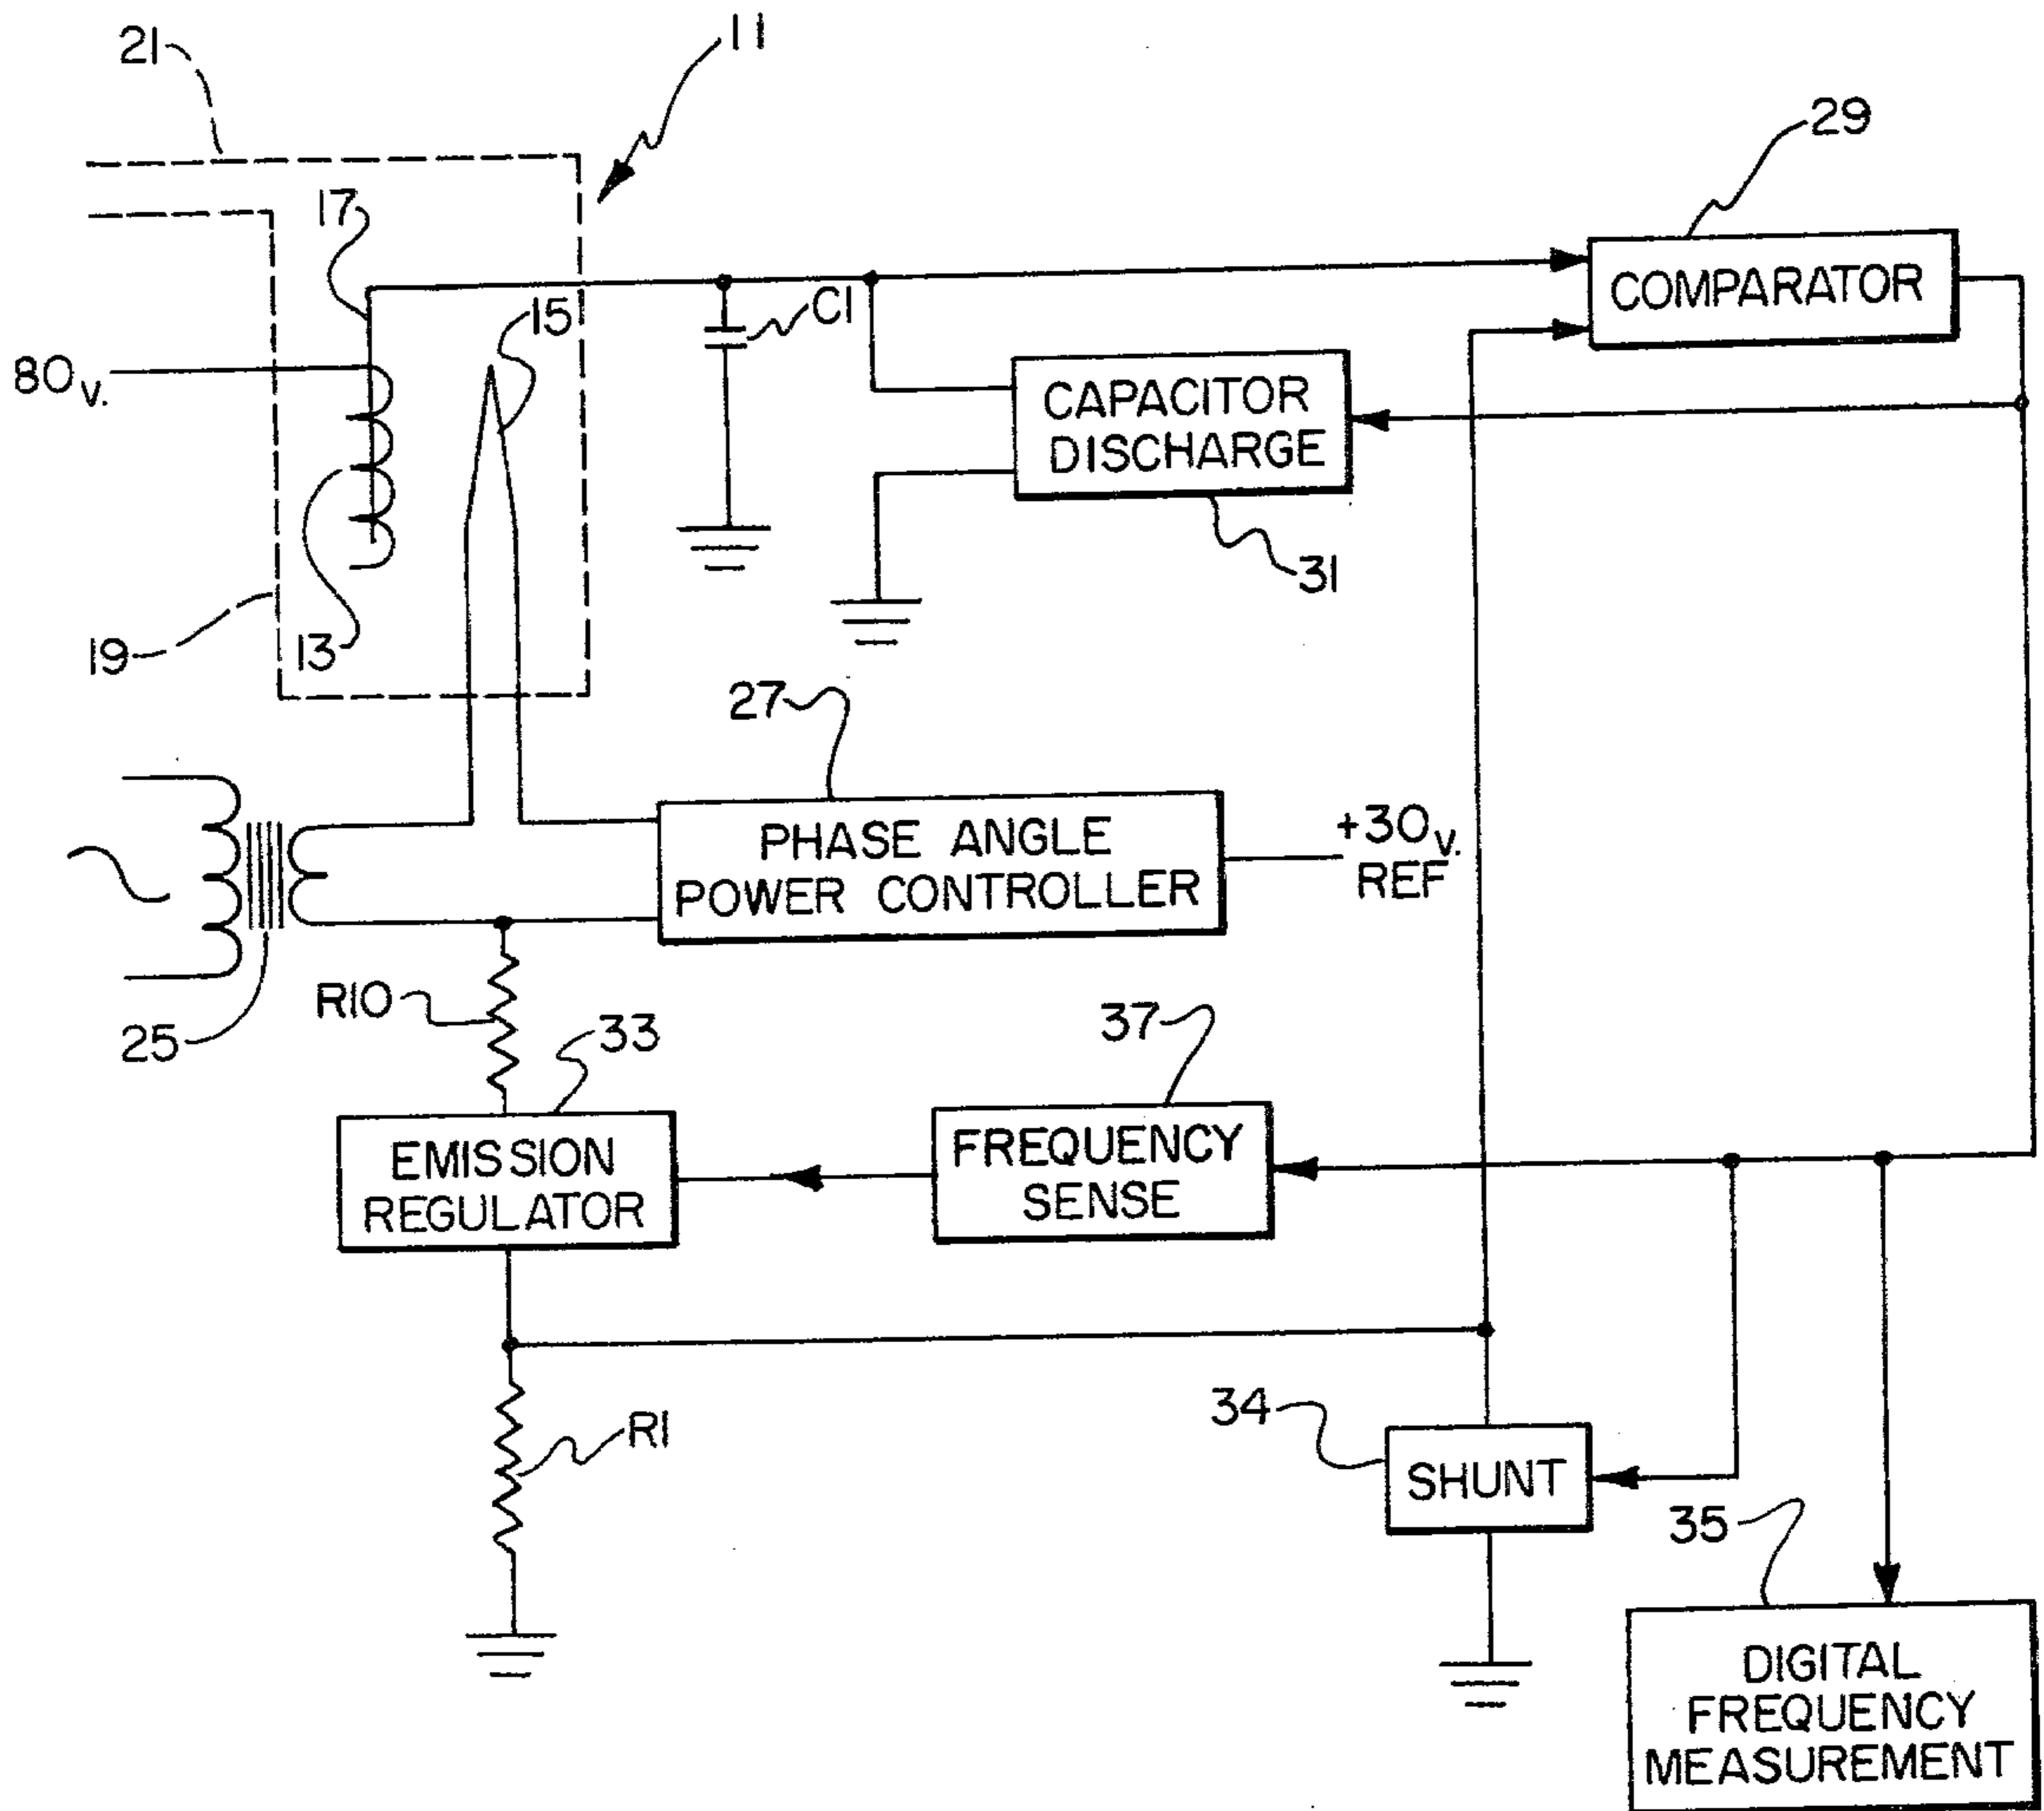 21
11
29
17
15
C1
COMPARATOR
80v.
CAPACITOR
DISCHARGE
31
19
13
27
PHASE ANGLE
POWER CONTROLLER
+30v.
REF
R10
25
33
37
EMISSION
REGULATOR
FREQUENCY
SENSE
R1
34
SHUNT
35
DIGITAL
FREQUENCY
MEASUREMENT